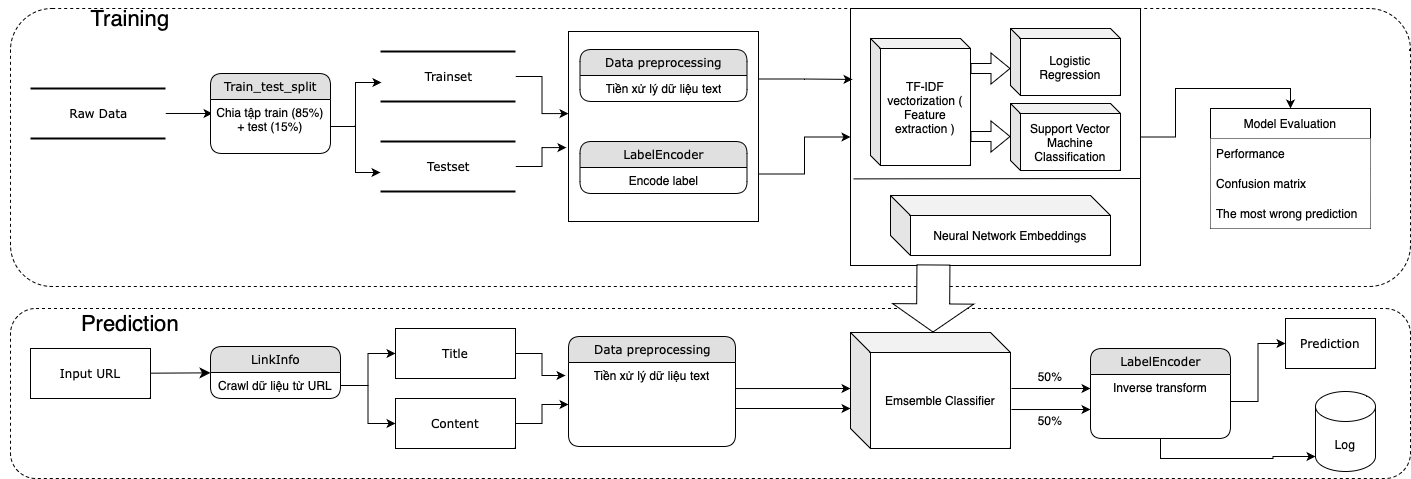 Training
Raw Data
Train_test_split
Chia tập train (85%)
+ test (15%)
Trainset
Testset
Data preprocessing
Tiền xử lý dữ liệu text
LabelEncoder
Encode label
TF-IDF
vectorization (
Feature
extraction )
Logistic
Regression
Support Vector
Machine
Classification
Neural Network Embeddings
Model Evaluation
Performance
Confusion matrix
The most wrong prediction
Prediction
Input URL
LinkInfo
Crawl dữ liệu từ URL
Title
Content
Data preprocessing
Tiền xử lý dữ liệu text
Emsemble Classifier
50%
50%
LabelEncoder
Inverse transform
Prediction
Log